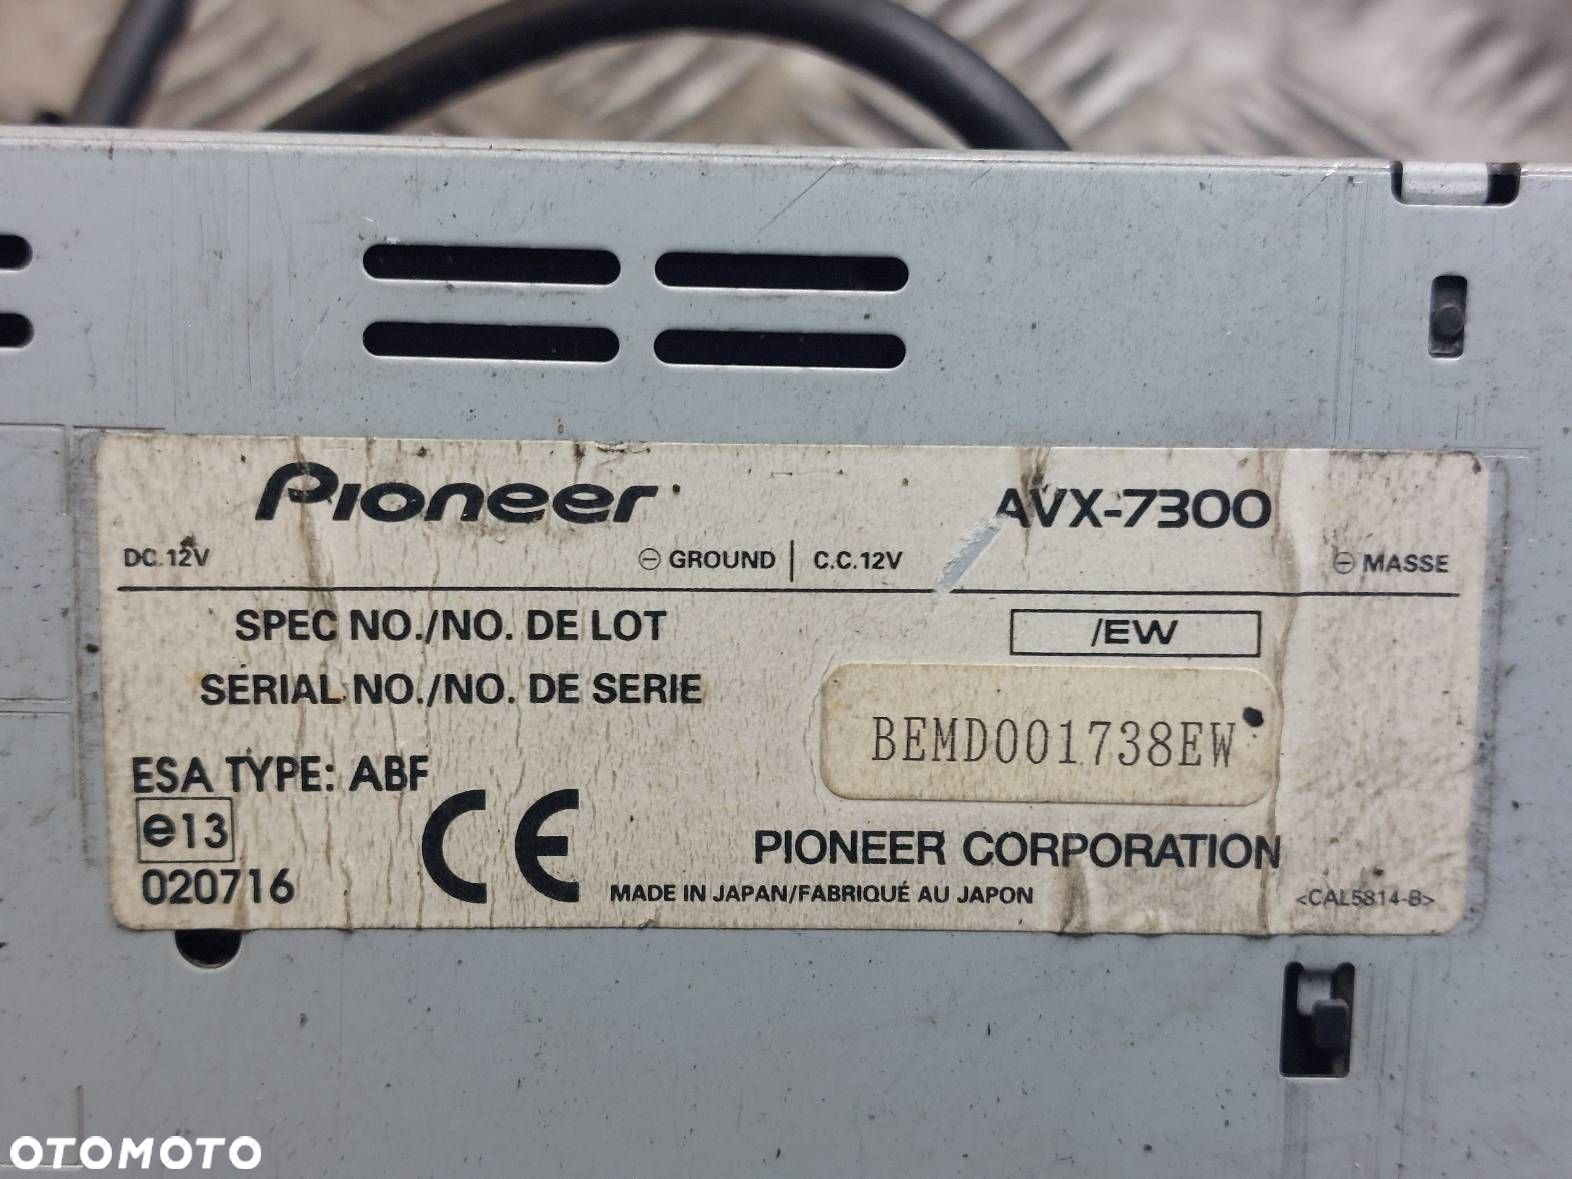 Pioneer AVX-7300
DC.12V ⊖ GROUND | C.C.12V ⊖ MASSE
SPEC NO./NO. DE LOT /EW
SERIAL NO./NO. DE SERIE
BEMD001738EW
ESA TYPE: ABF
e13 CE
PIONEER CORPORATION
020716 MADE IN JAPAN/FABRIQUÉ AU JAPON <CAL5814-B>
OTOMOTO